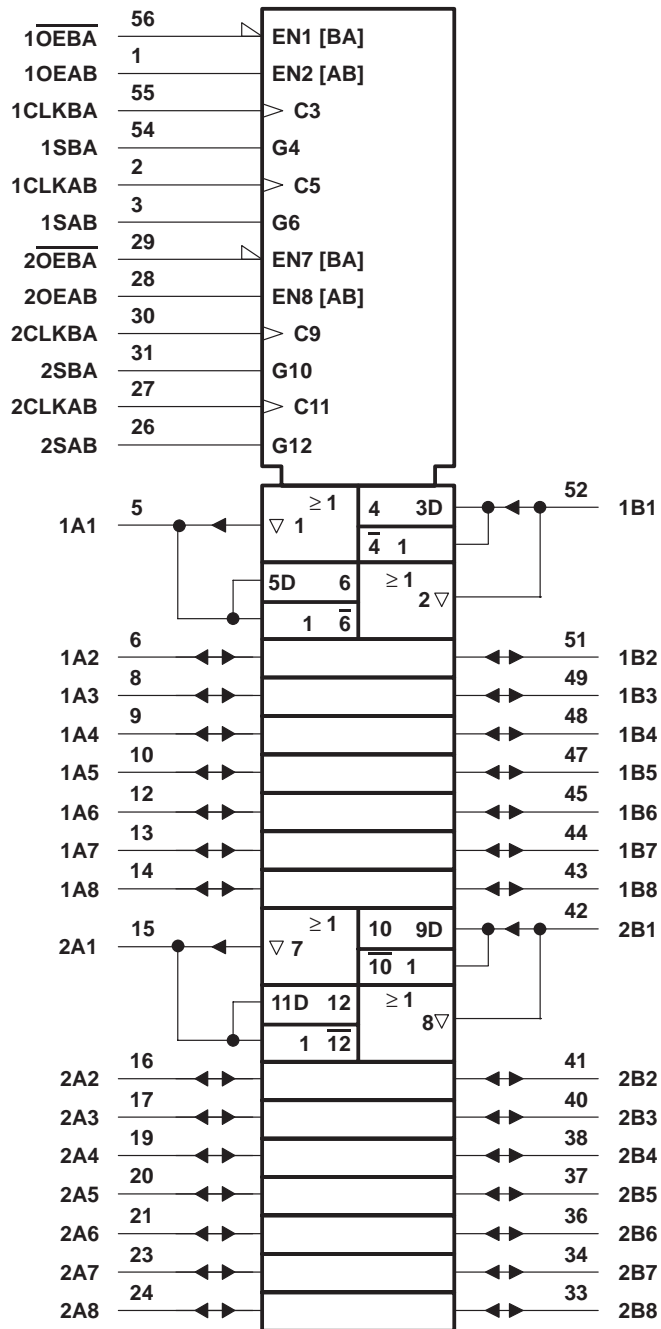 56
1O̅E̅B̅A̅ EN1 [BA]
1
1OEAB EN2 [AB]
55
1CLKBA C3
54
1SBA G4
2
1CLKAB C5
3
1SAB G6
29
2O̅E̅B̅A̅ EN7 [BA]
28
2OEAB EN8 [AB]
30
2CLKBA C9
31
2SBA G10
27
2CLKAB C11
26
2SAB G12
5 ≥ 1 4 3D 52
1A1 ▽ 1 1B1
4̅ 1
5D 6 ≥ 1
2 ▽
1 6̅
6 51
1A2 1B2
8 49
1A3 1B3
9 48
1A4 1B4
10 47
1A5 1B5
12 45
1A6 1B6
13 44
1A7 1B7
14 43
1A8 1B8
15 ≥ 1 10 9D 42
2A1 ▽ 7 2B1
1̅0̅ 1
11D 12 ≥ 1
8 ▽
1 1̅2̅
16 41
2A2 2B2
17 40
2A3 2B3
19 38
2A4 2B4
20 37
2A5 2B5
21 36
2A6 2B6
23 34
2A7 2B7
24 33
2A8 2B8